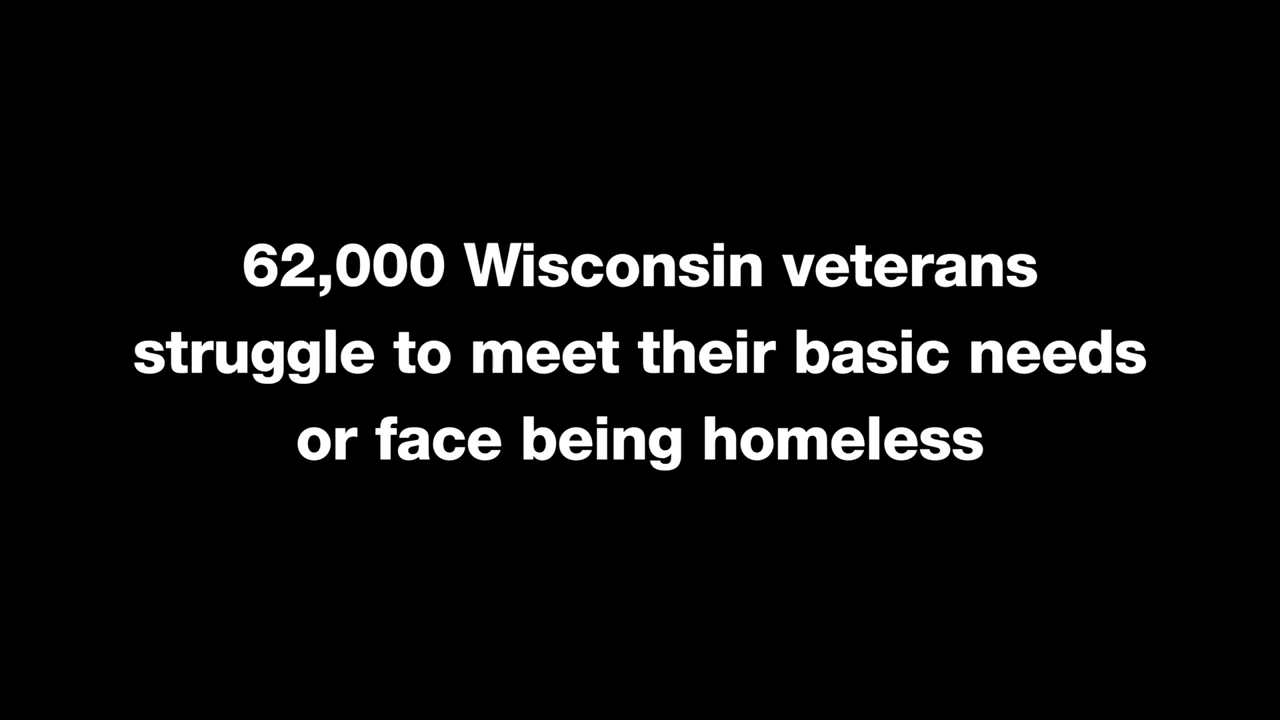 62,000 Wisconsin veterans
struggle to meet their basic needs
or face being homeless